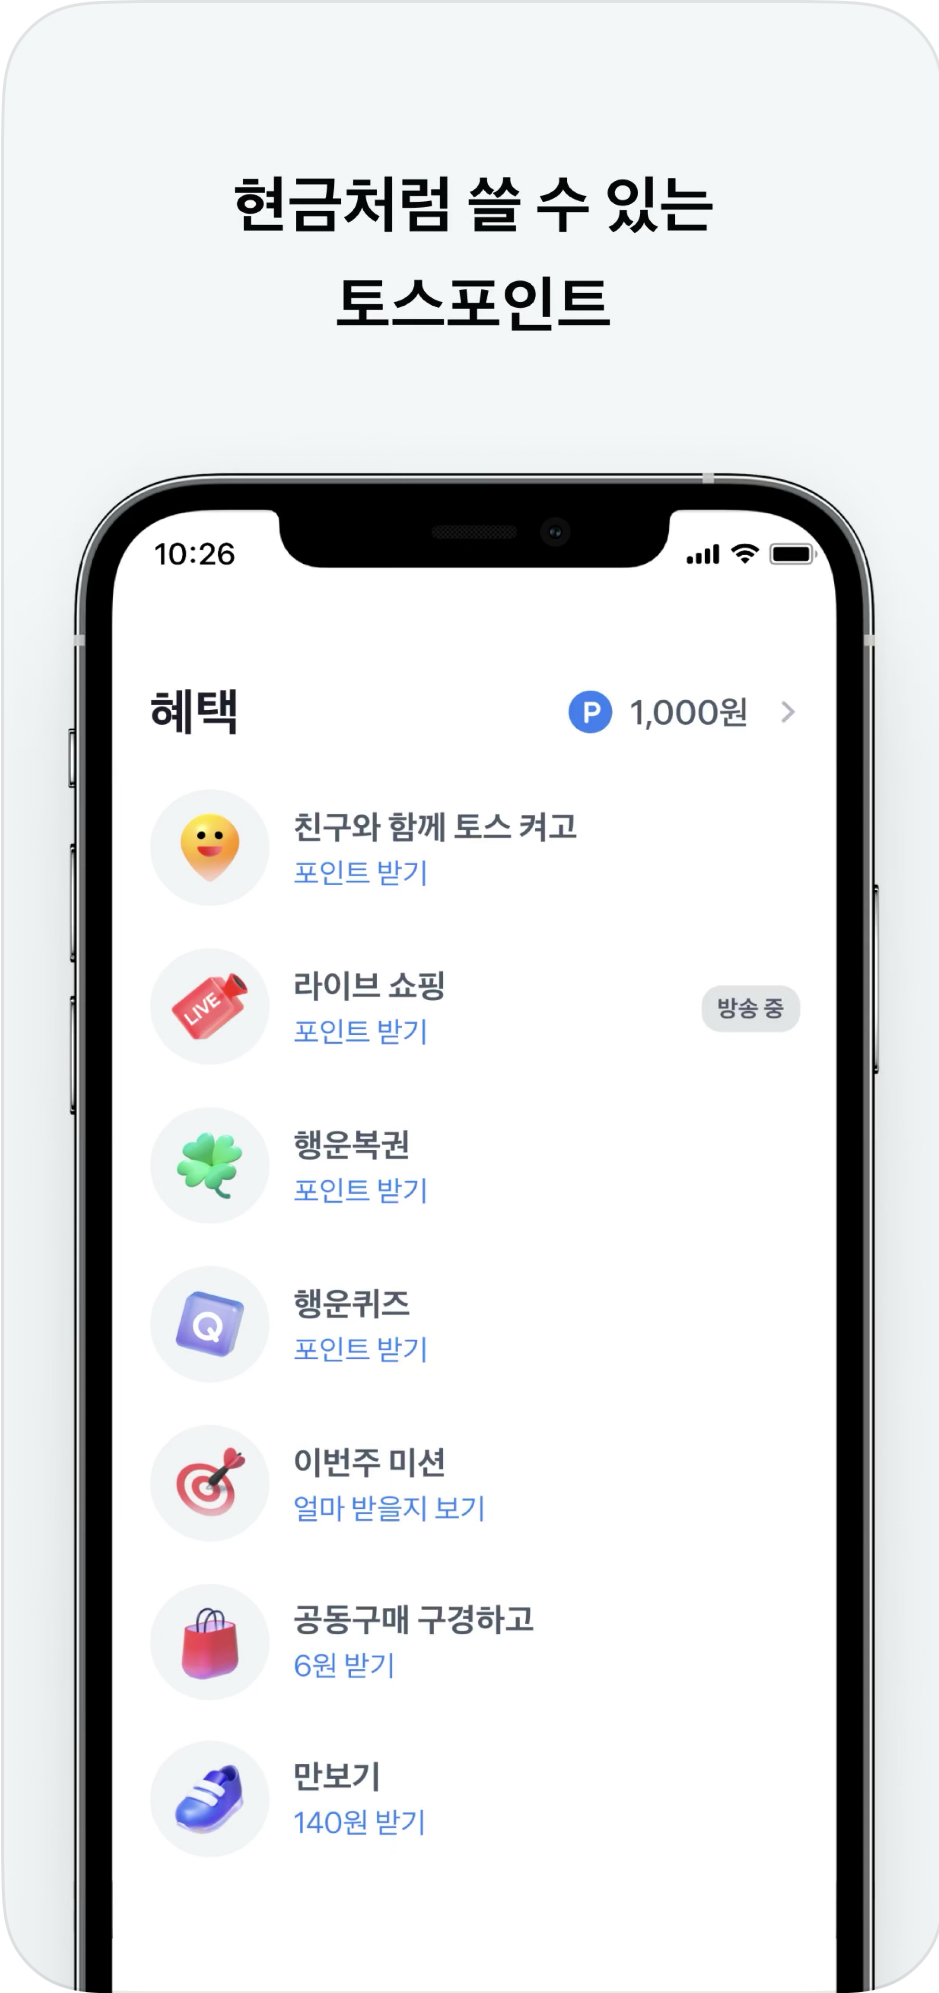 현금처럼 쓸 수 있는
토스포인트
10:26
혜택
P 1,000원
친구와 함께 토스 켜고
포인트 받기
LIVE
라이브 쇼핑
포인트 받기
방송 중
행운복권
포인트 받기
Q
행운퀴즈
포인트 받기
이번주 미션
얼마 받을지 보기
공동구매 구경하고
6원 받기
만보기
140원 받기